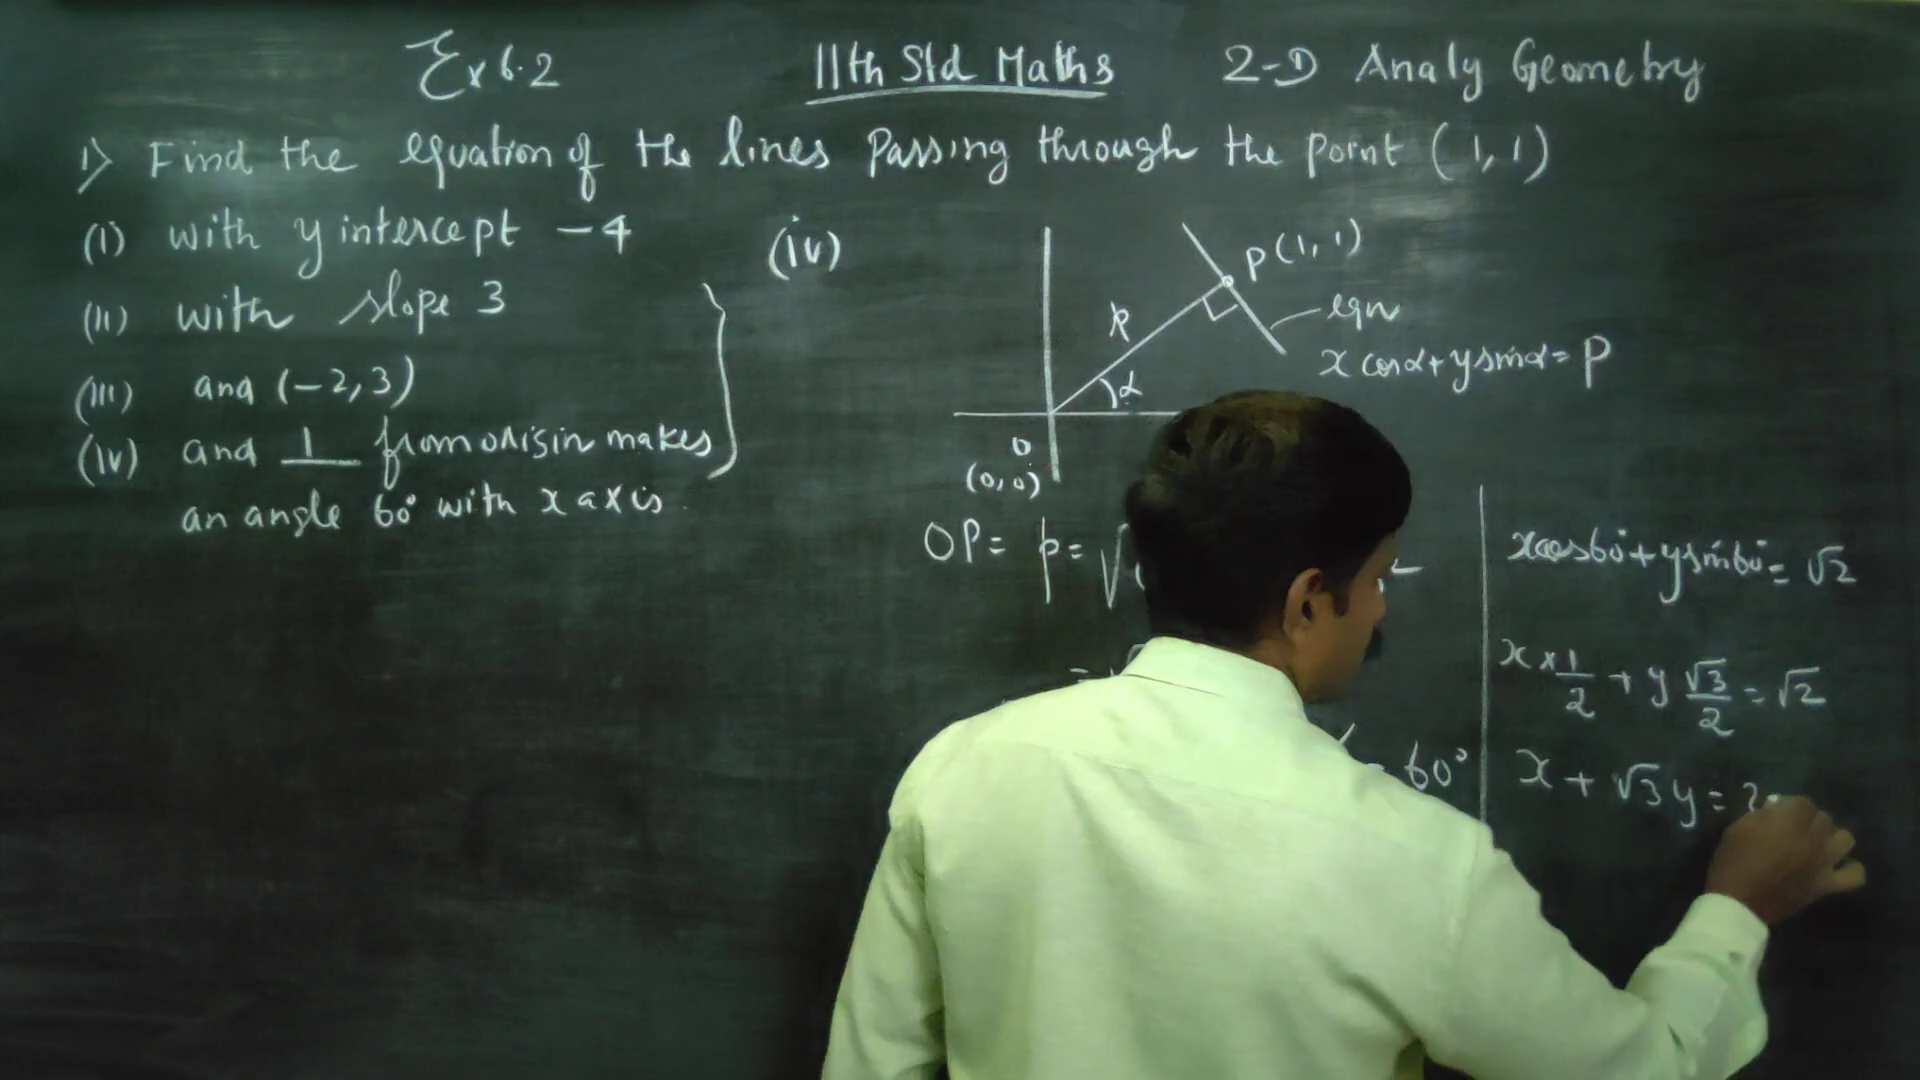 Ex 6.2 11th Std Maths 2-D Analy Geometry
1) Find the equation of the lines passing through the point (1, 1)
(i) with y intercept -4
(ii) with slope 3
(iii) and (-2, 3)
(iv) and ⊥ from origin makes
an angle 60° with x axis.
(iv)
P(1, 1)
p
eqn
x cosα + y sinα = P
α
O
(0, 0)
OP = p = √(
= √
= 60°
x cos60° + y sin60° = √2
x × 1/2 + y √3/2 = √2
x + √3 y = 2